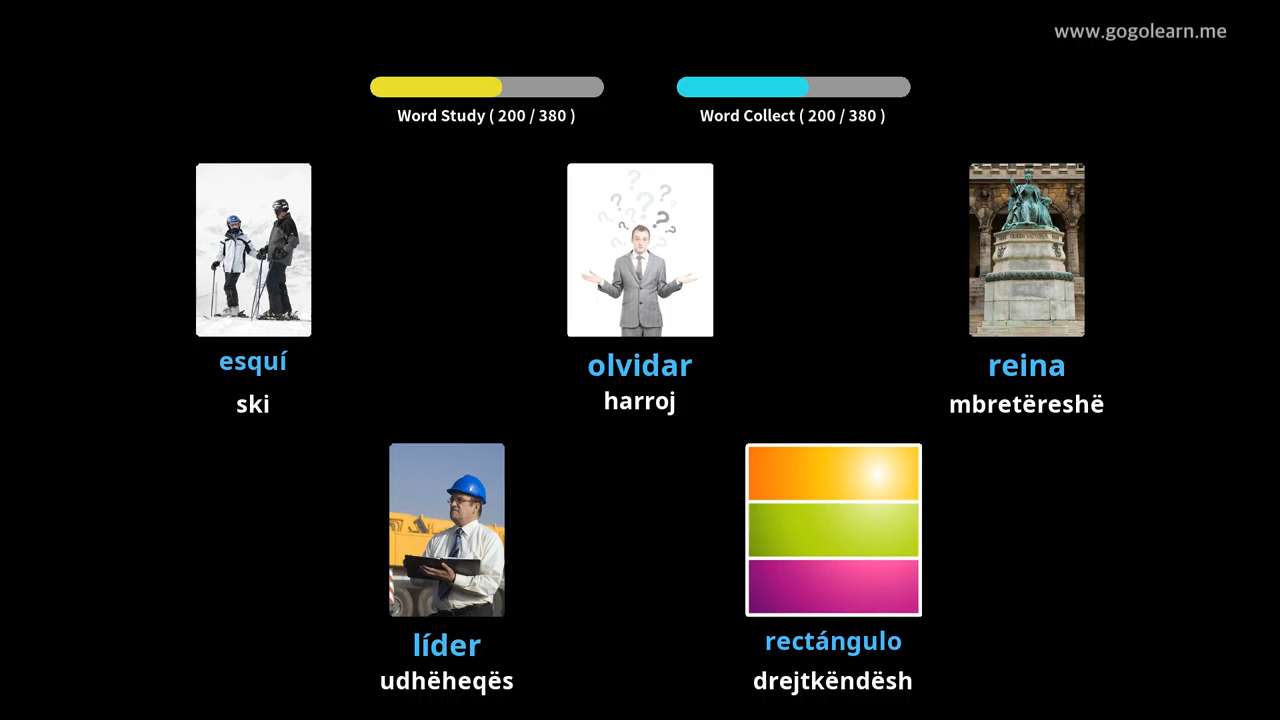 www.gogolearn.me
Word Study ( 200 / 380 )
Word Collect ( 200 / 380 )
esquí
ski
olvidar
harroj
reina
mbretëreshë
líder
udhëheqës
rectángulo
drejtkëndësh